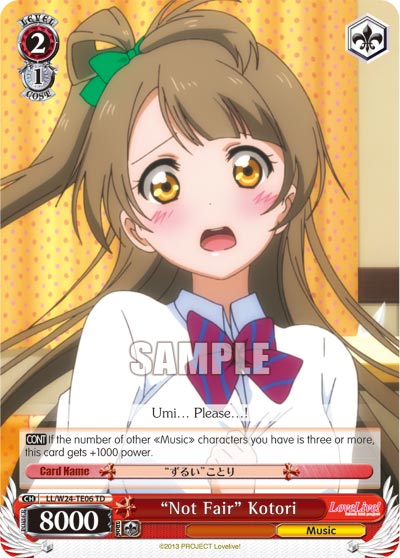 LEVEL
2
1
COST
SAMPLE
Umi… Please…!
CONT If the number of other «Music» characters you have is three or more,
this card gets +1000 power.
Card Name
“ずるい”ことり
CH LL/W24-TE06 TD
8000
“Not Fair” Kotori
LoveLive!
Music
©2013 PROJECT Lovelive!